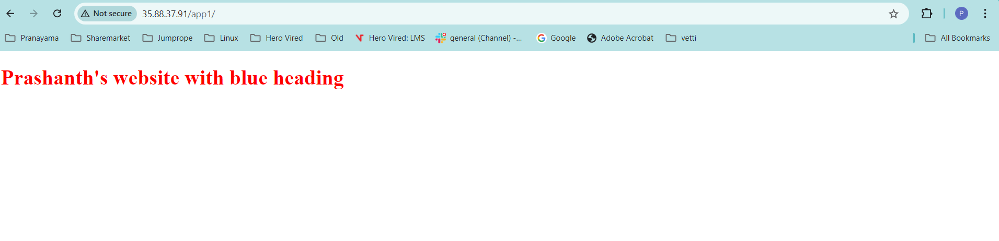 Not secure 35.88.37.91/app1/ P
Pranayama Sharemarket Jumprope Linux Hero Vired Old Hero Vired: LMS general (Channel) -... Google Adobe Acrobat vetti All Bookmarks
Prashanth's website with blue heading